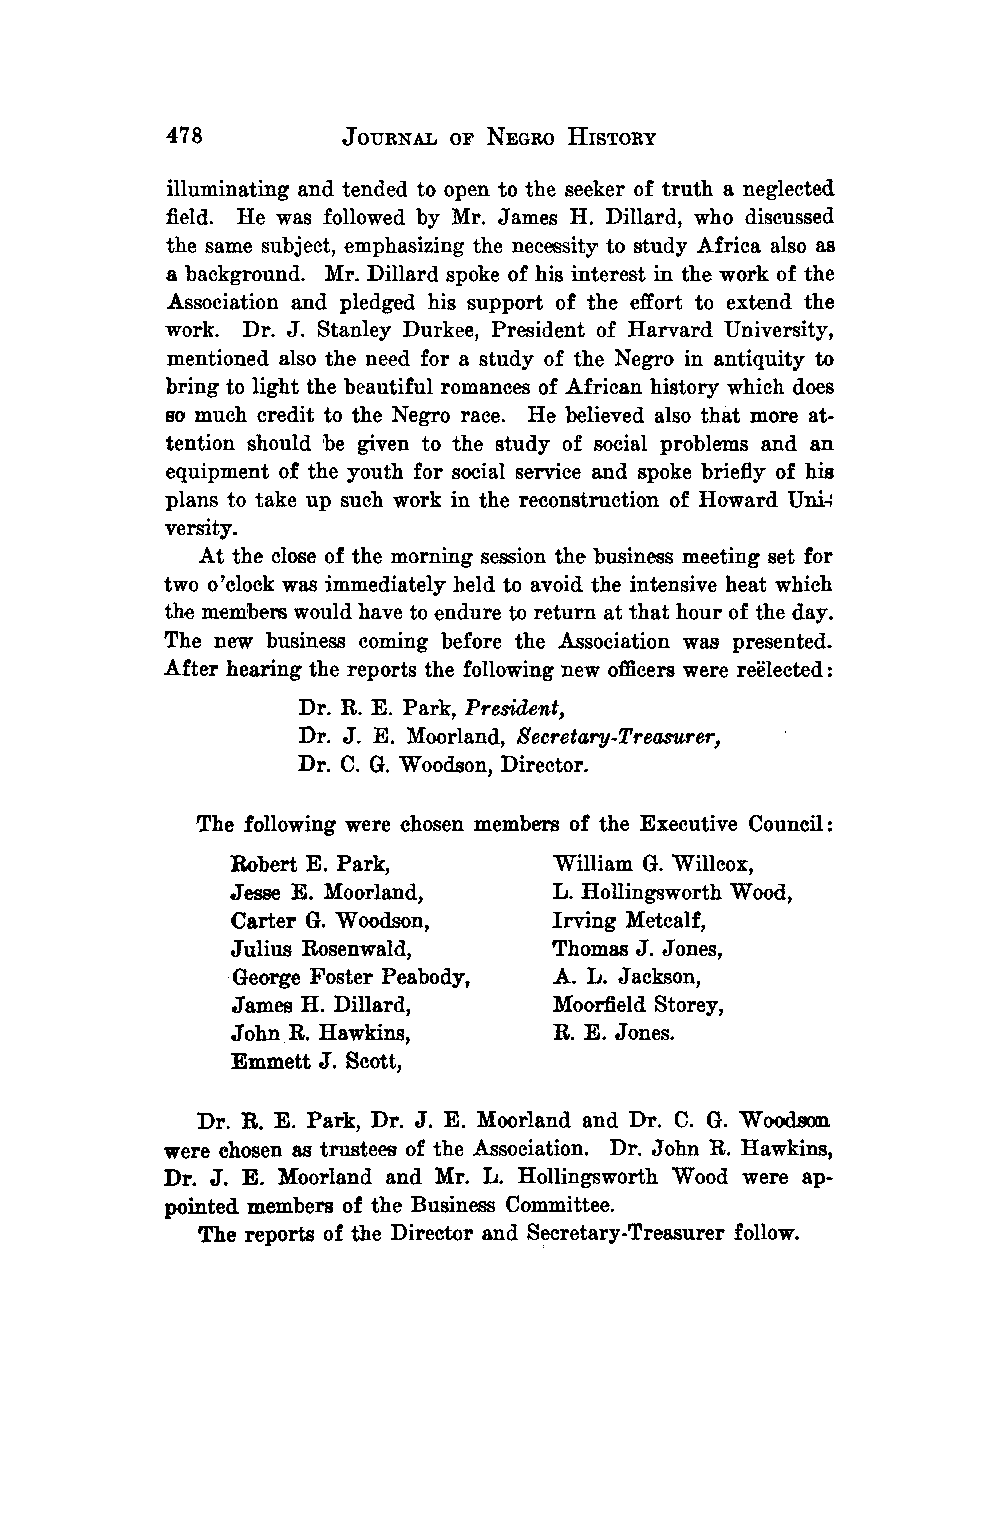 478 JOURNAL OF NEGRO HISTORY
illuminating and tended to open to the seeker of truth a neglected
field. He was followed by Mr. James H. Dillard, who discussed
the same subject, emphasizing the necessity to study Africa also as
a background. Mr. Dillard spoke of his interest in the work of the
Association and pledged his support of the effort to extend the
work. Dr. J. Stanley Durkee, President of Harvard University,
mentioned also the need for a study of the Negro in antiquity to
bring to light the beautiful romances of African history which does
so much credit to the Negro race. He believed also that more at-
tention should be given to the study of social problems and an
equipment of the youth for social service and spoke briefly of his
plans to take up such work in the reconstruction of Howard Uni-
versity.
At the close of the morning session the business meeting set for
two o'clock was immediately held to avoid the intensive heat which
the members would have to endure to return at that hour of the day.
The new business coming before the Association was presented.
After hearing the reports the following new officers were reëlected:
Dr. R. E. Park, President,
Dr. J. E. Moorland, Secretary-Treasurer,
Dr. C. G. Woodson, Director.
The following were chosen members of the Executive Council:
Robert E. Park,
Jesse E. Moorland,
Carter G. Woodson,
Julius Rosenwald,
George Foster Peabody,
James H. Dillard,
John R. Hawkins,
Emmett J. Scott,
William G. Willcox,
L. Hollingsworth Wood,
Irving Metcalf,
Thomas J. Jones,
A. L. Jackson,
Moorfield Storey,
R. E. Jones.
Dr. R. E. Park, Dr. J. E. Moorland and Dr. C. G. Woodson
were chosen as trustees of the Association. Dr. John R. Hawkins,
Dr. J. E. Moorland and Mr. L. Hollingsworth Wood were ap-
pointed members of the Business Committee.
The reports of the Director and Secretary-Treasurer follow.